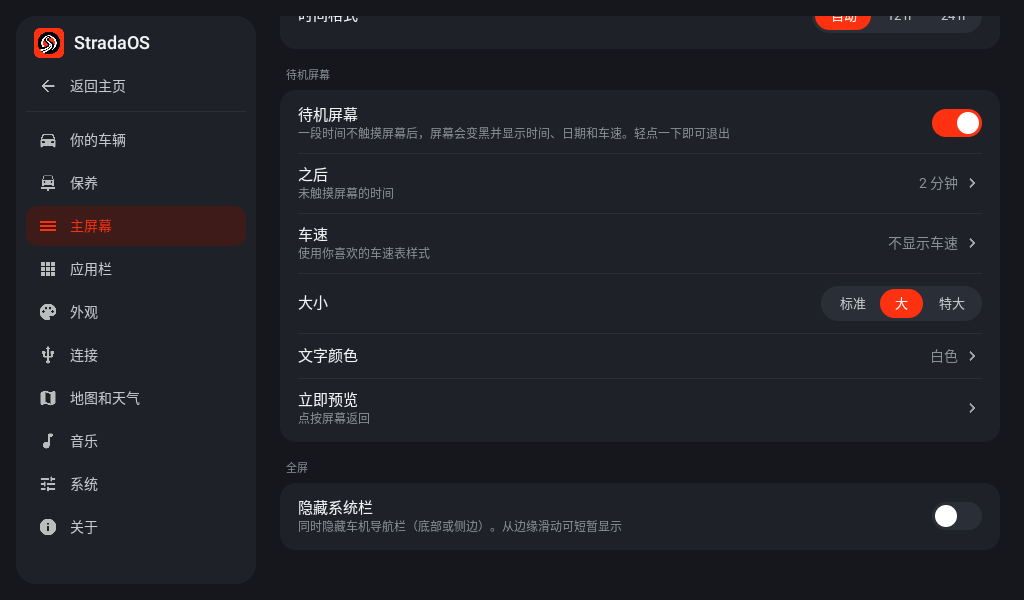 StradaOS
返回主页
你的车辆
保养
主屏幕
应用栏
外观
连接
地图和天气
音乐
系统
关于
时间格式
自动
12 h
24 h
待机屏幕
待机屏幕
一段时间不触摸屏幕后，屏幕会变黑并显示时间、日期和车速。轻点一下即可退出
之后
未触摸屏幕的时间
2 分钟
车速
使用你喜欢的车速表样式
不显示车速
大小
标准
大
特大
文字颜色
白色
立即预览
点按屏幕返回
全屏
隐藏系统栏
同时隐藏车机导航栏（底部或侧边）。从边缘滑动可短暂显示